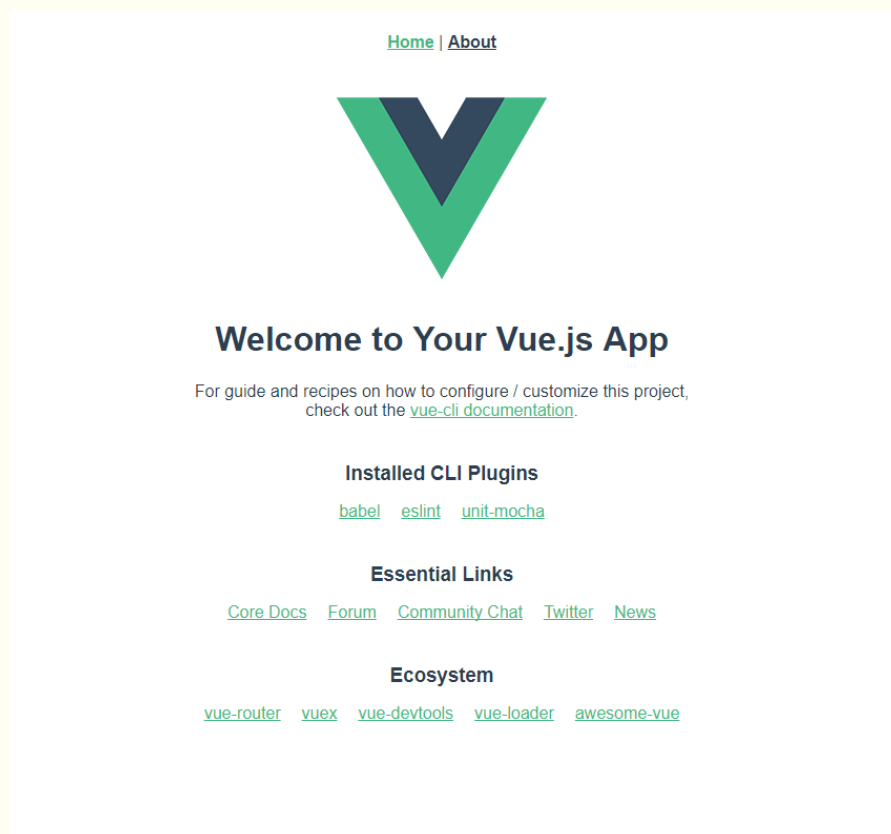 Home | About
Welcome to Your Vue.js App
For guide and recipes on how to configure / customize this project,
check out the vue-cli documentation.
Installed CLI Plugins
babel eslint unit-mocha
Essential Links
Core Docs Forum Community Chat Twitter News
Ecosystem
vue-router vuex vue-devtools vue-loader awesome-vue